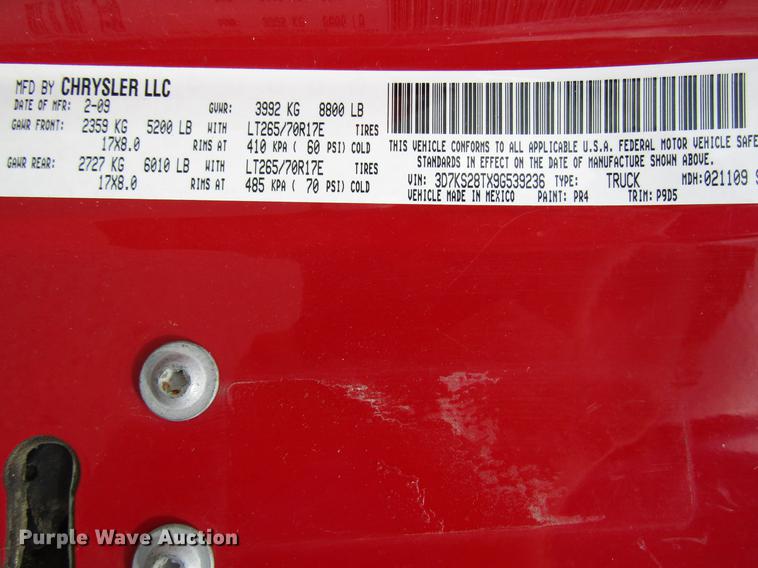 MFD BY CHRYSLER LLC
DATE OF MFR: 2-09 GVWR: 3992 KG 8800 LB
GAWR FRONT: 2359 KG 5200 LB WITH LT265/70R17E TIRES
17X8.0 RIMS AT 410 KPA ( 60 PSI) COLD
GAWR REAR: 2727 KG 6010 LB WITH LT265/70R17E TIRES
17X8.0 RIMS AT 485 KPA ( 70 PSI) COLD
THIS VEHICLE CONFORMS TO ALL APPLICABLE U.S.A. FEDERAL MOTOR VEHICLE SAFE
STANDARDS IN EFFECT ON THE DATE OF MANUFACTURE SHOWN ABOVE.
VIN: 3D7KS28TX9G539236 TYPE: TRUCK MDH:021109 S
VEHICLE MADE IN MEXICO PAINT: PR4 TRIM: P9D5
Purple Wave Auction